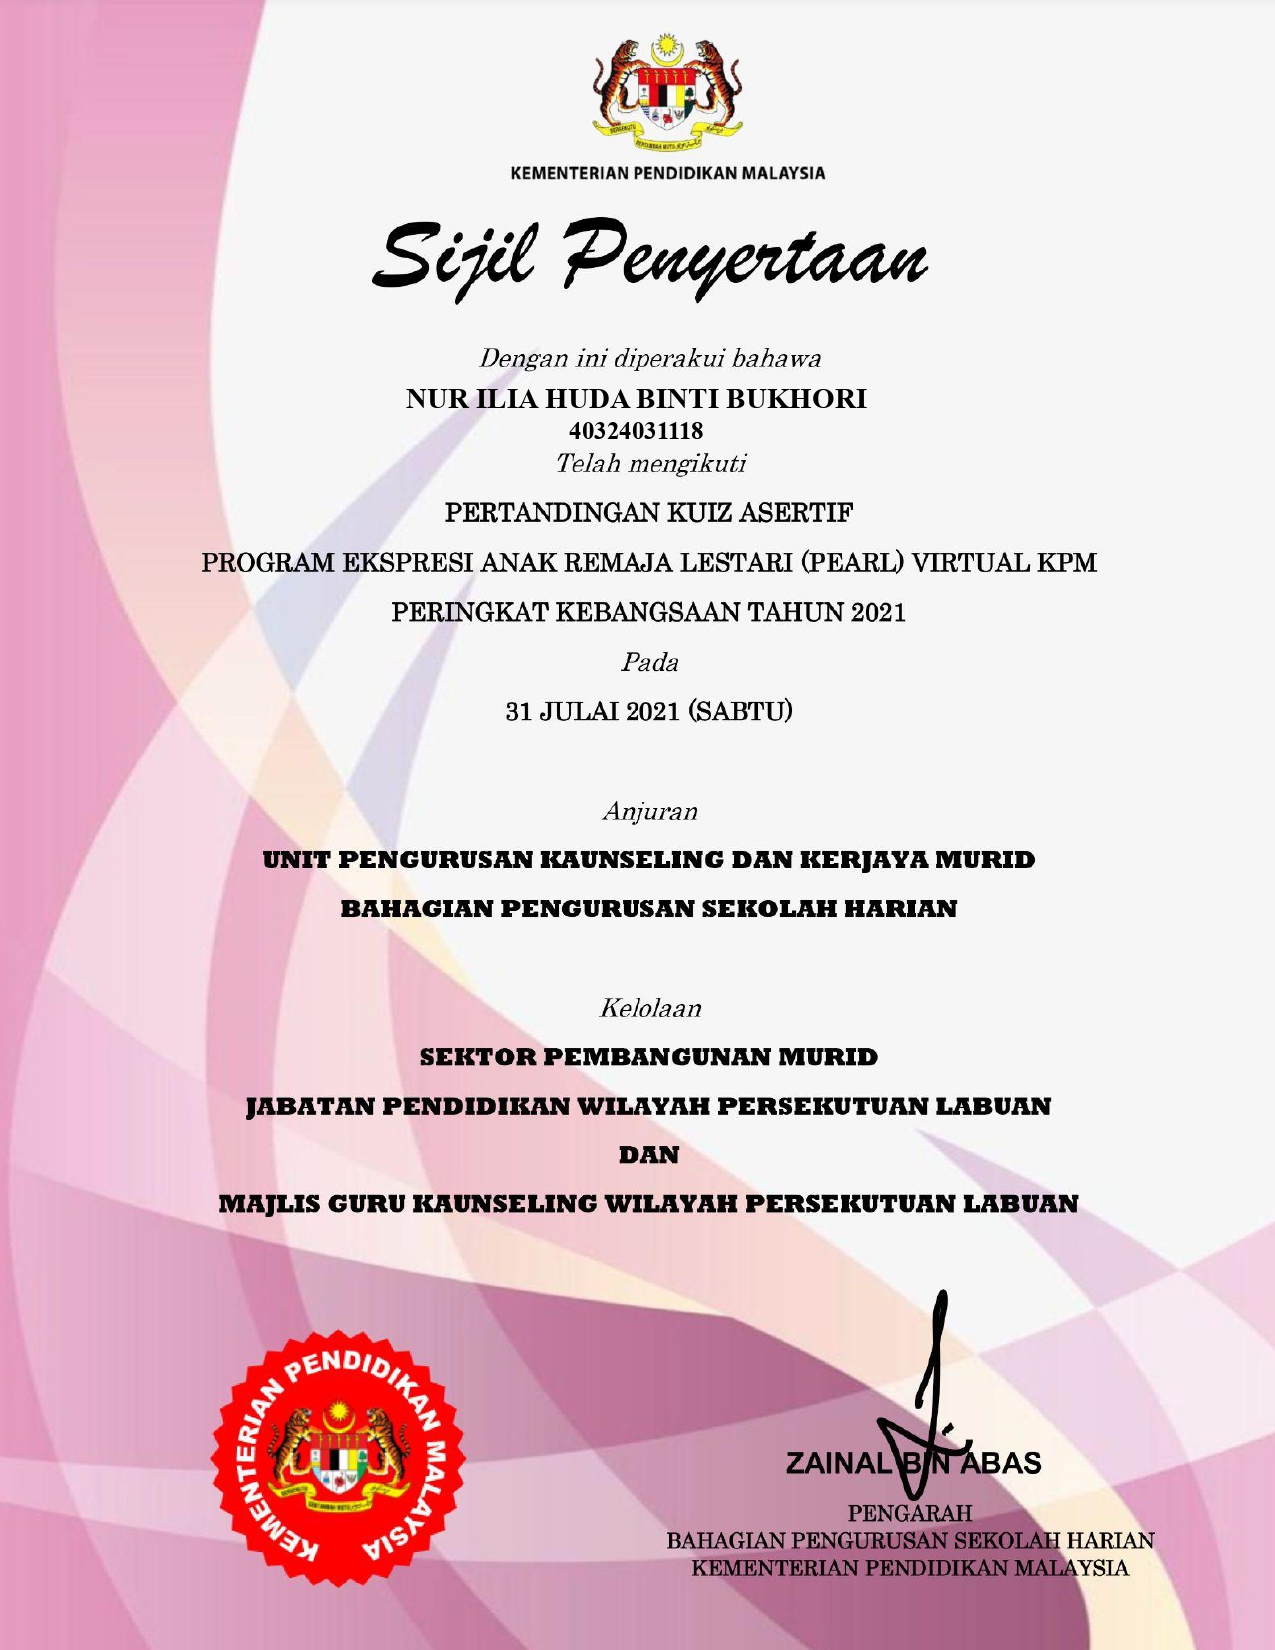 KEMENTERIAN PENDIDIKAN MALAYSIA
Sijil Penyertaan
Dengan ini diperakui bahawa
NUR ILIA HUDA BINTI BUKHORI
40324031118
Telah mengikuti
PERTANDINGAN KUIZ ASERTIF
PROGRAM EKSPRESI ANAK REMAJA LESTARI (PEARL) VIRTUAL KPM
PERINGKAT KEBANGSAAN TAHUN 2021
Pada
31 JULAI 2021 (SABTU)
Anjuran
UNIT PENGURUSAN KAUNSELING DAN KERJAYA MURID
BAHAGIAN PENGURUSAN SEKOLAH HARIAN
Kelolaan
SEKTOR PEMBANGUNAN MURID
JABATAN PENDIDIKAN WILAYAH PERSEKUTUAN LABUAN
DAN
MAJLIS GURU KAUNSELING WILAYAH PERSEKUTUAN LABUAN
KEMENTERIAN PENDIDIKAN MALAYSIA
ZAINAL BIN ABAS
PENGARAH
BAHAGIAN PENGURUSAN SEKOLAH HARIAN
KEMENTERIAN PENDIDIKAN MALAYSIA